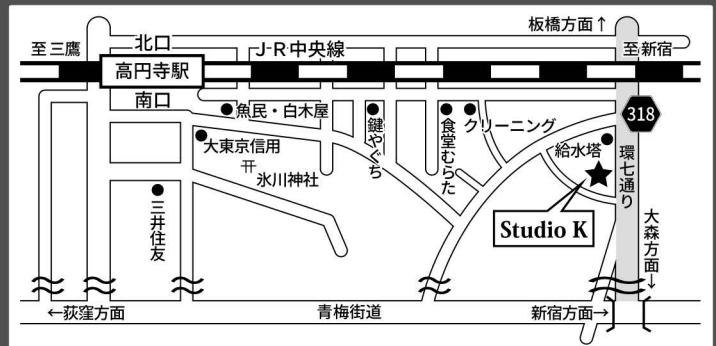 板橋方面↑
至三鷹
北口
J-R中央線
至新宿
高円寺駅
南口
318
魚民・白木屋
鍵やぐち
食堂むらた
クリーニング
大東京信用
給水塔
環七通り
氷川神社
三井住友
Studio K
大森方面→
←荻窪方面
青梅街道
新宿方面→